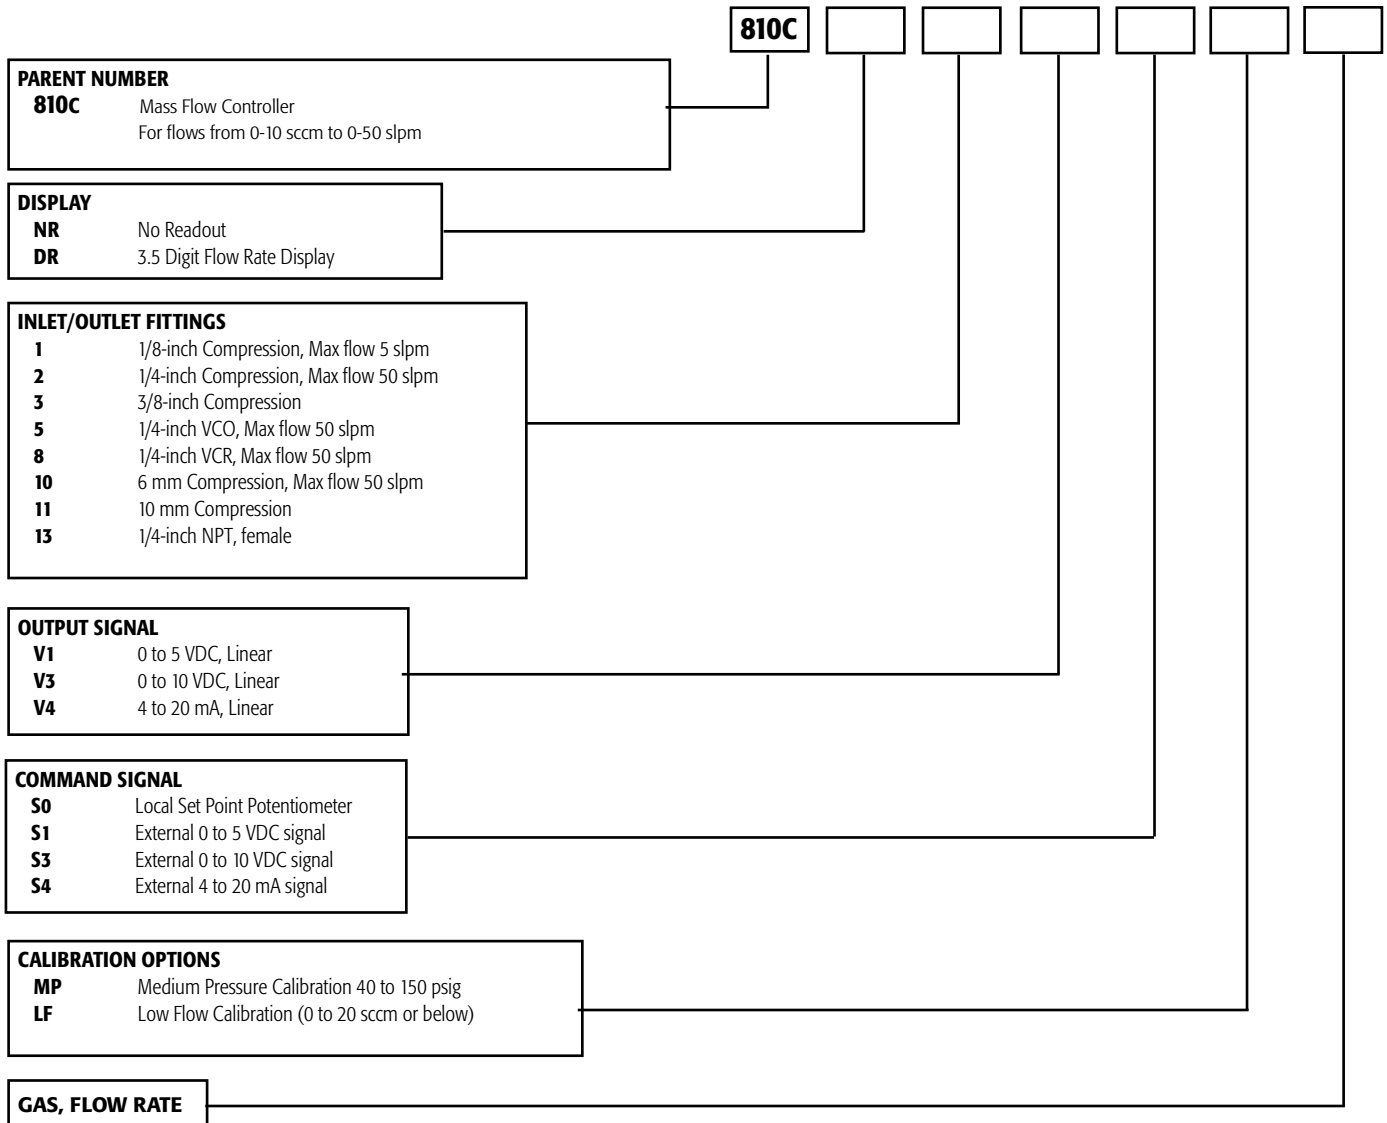 810C
PARENT NUMBER
810C Mass Flow Controller
For flows from 0-10 sccm to 0-50 slpm
DISPLAY
NR No Readout
DR 3.5 Digit Flow Rate Display
INLET/OUTLET FITTINGS
1 1/8-inch Compression, Max flow 5 slpm
2 1/4-inch Compression, Max flow 50 slpm
3 3/8-inch Compression
5 1/4-inch VCO, Max flow 50 slpm
8 1/4-inch VCR, Max flow 50 slpm
10 6 mm Compression, Max flow 50 slpm
11 10 mm Compression
13 1/4-inch NPT, female
OUTPUT SIGNAL
V1 0 to 5 VDC, Linear
V3 0 to 10 VDC, Linear
V4 4 to 20 mA, Linear
COMMAND SIGNAL
S0 Local Set Point Potentiometer
S1 External 0 to 5 VDC signal
S3 External 0 to 10 VDC signal
S4 External 4 to 20 mA signal
CALIBRATION OPTIONS
MP Medium Pressure Calibration 40 to 150 psig
LF Low Flow Calibration (0 to 20 sccm or below)
GAS, FLOW RATE